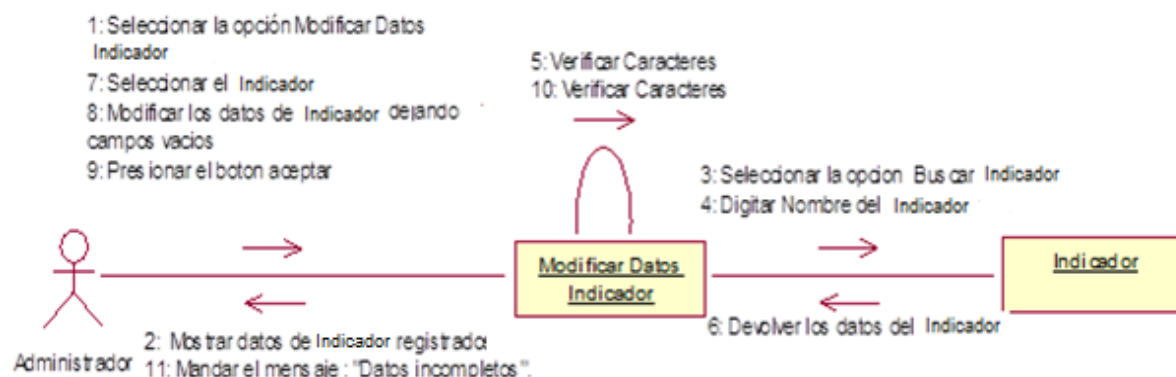 1: Seleccionar la opción Modificar Datos
Indicador
7: Seleccionar el Indicador
8: Modificar los datos de Indicador dejando
campos vacios
9: Presionar el boton aceptar
5: Verificar Caracteres
10: Verificar Caracteres
3: Seleccionar la opcion Buscar Indicador
4: Digitar Nombre del Indicador
Modificar Datos
Indicador
Indicador
6: Devolver los datos del Indicador
2: Mostrar datos de Indicador registrado
Administrador
11: Mandar el mensaje : "Datos incompletos".